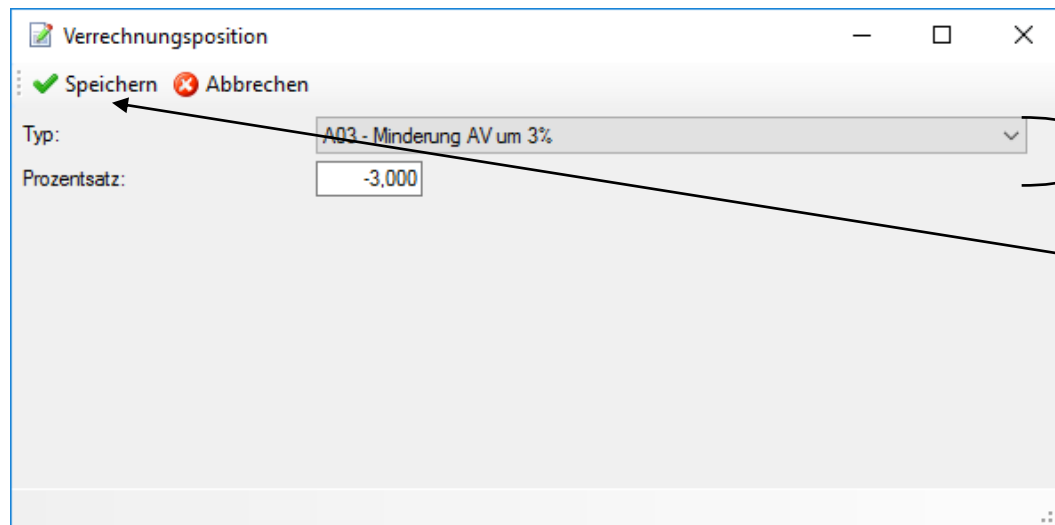 Verrechnungsposition
Speichern Abbrechen
Typ: A03 - Minderung AV um 3%
Prozentsatz: -3,000